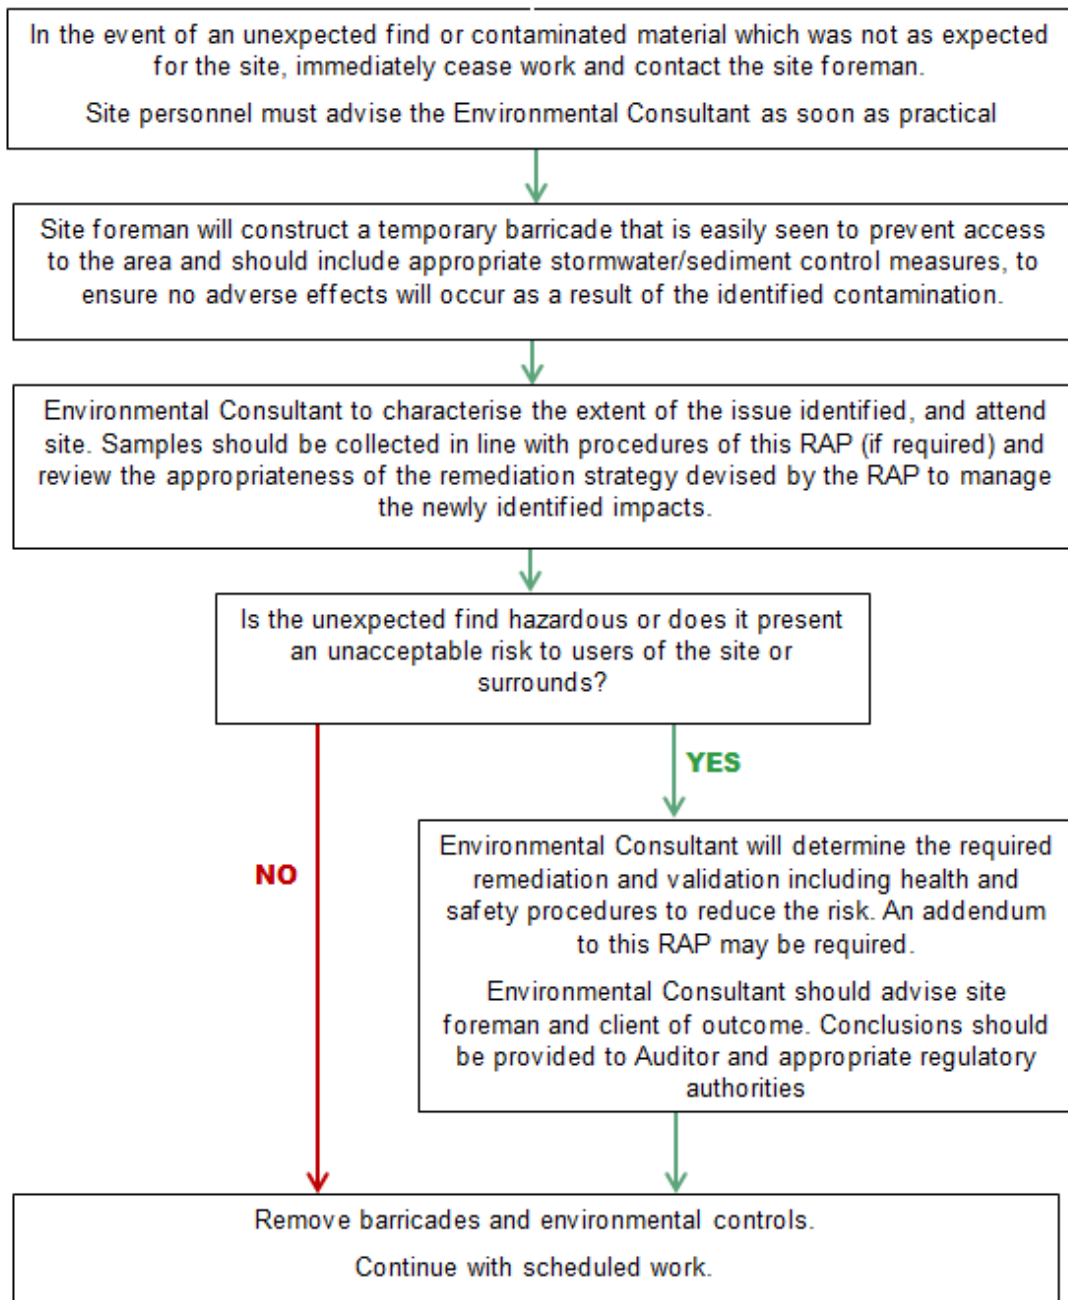 In the event of an unexpected find or contaminated material which was not as expected
for the site, immediately cease work and contact the site foreman.
Site personnel must advise the Environmental Consultant as soon as practical
Site foreman will construct a temporary barricade that is easily seen to prevent access
to the area and should include appropriate stormwater/sediment control measures, to
ensure no adverse effects will occur as a result of the identified contamination.
Environmental Consultant to characterise the extent of the issue identified, and attend
site. Samples should be collected in line with procedures of this RAP (if required) and
review the appropriateness of the remediation strategy devised by the RAP to manage
the newly identified impacts.
Is the unexpected find hazardous or does it present
an unacceptable risk to users of the site or
surrounds?
YES
NO
Environmental Consultant will determine the required
remediation and validation including health and
safety procedures to reduce the risk. An addendum
to this RAP may be required.
Environmental Consultant should advise site
foreman and client of outcome. Conclusions should
be provided to Auditor and appropriate regulatory
authorities
Remove barricades and environmental controls.
Continue with scheduled work.